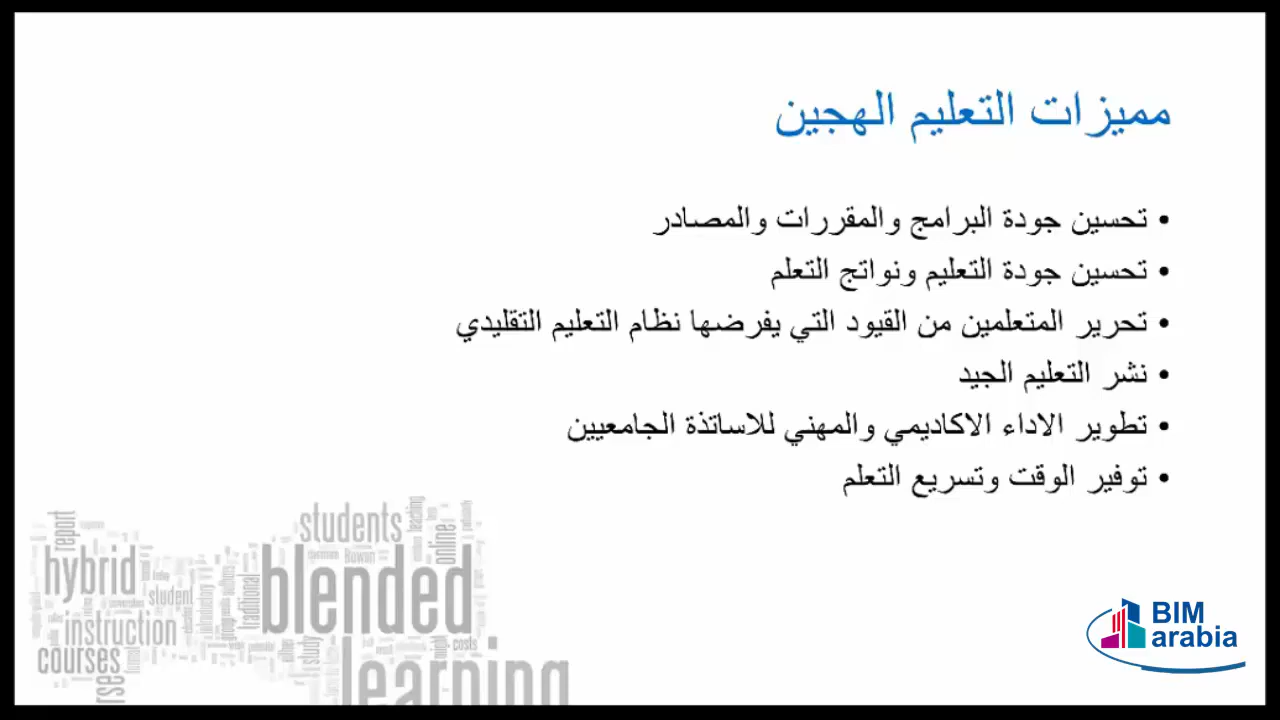 مميزات التعليم الهجين
• تحسين جودة البرامج والمقررات والمصادر
• تحسين جودة التعليم ونواتج التعلم
• تحرير المتعلمين من القيود التي يفرضها نظام التعليم التقليدي
• نشر التعليم الجيد
• تطوير الاداء الاكاديمي والمهني للاساتذة الجامعيين
• توفير الوقت وتسريع التعلم
students
report
teaching
online
hybrid
blended
student
traditional
instruction
courses
study
costs
learning
BIM
arabia